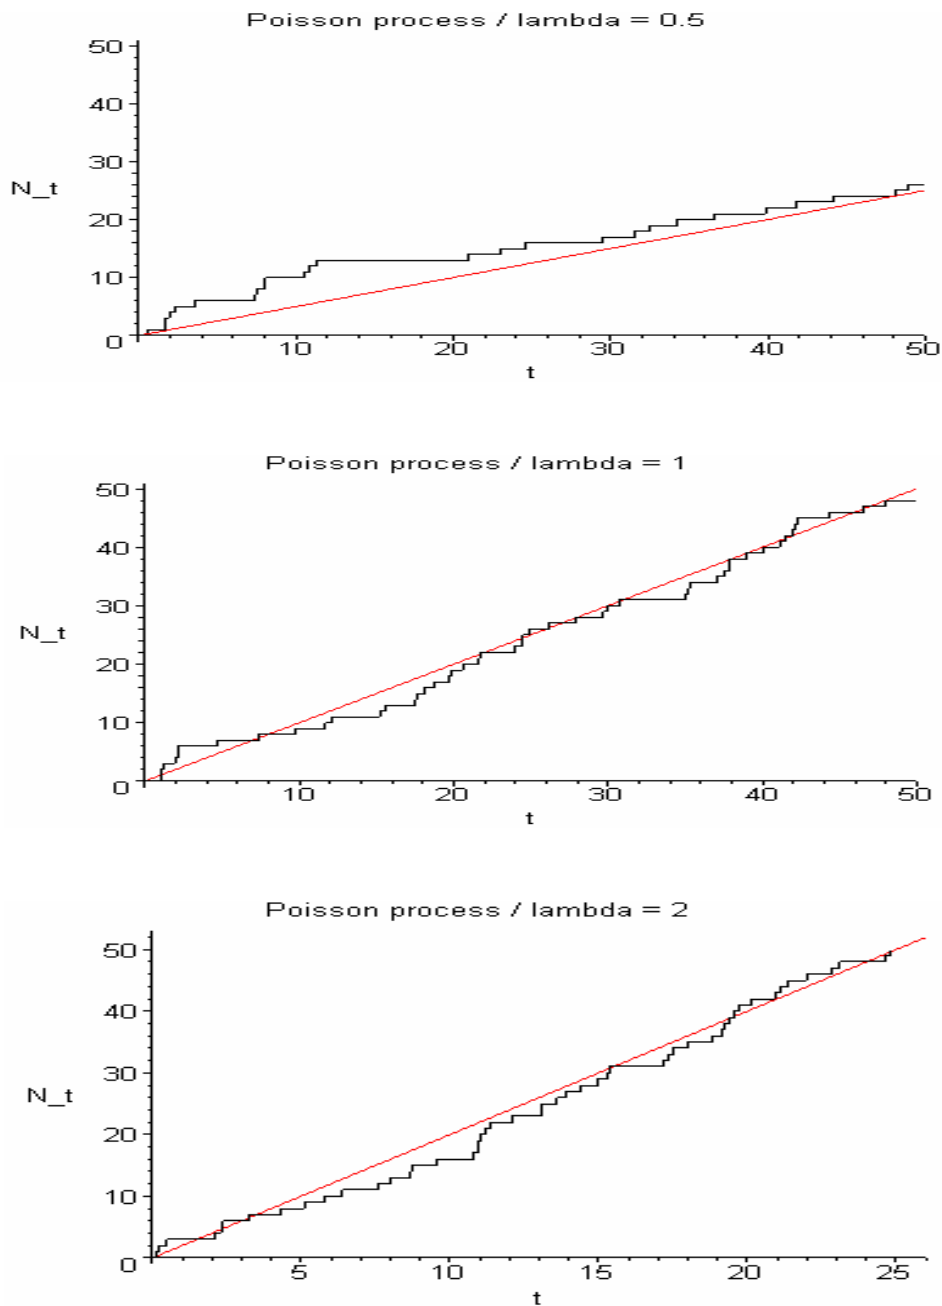 Poisson process / lambda = 0.5
50
40
30
N_t
20
10
0
10 20 30 40 50
t
Poisson process / lambda = 1
50
40
30
N_t
20
10
0
10 20 30 40 50
t
Poisson process / lambda = 2
50
40
30
N_t
20
10
0
5 10 15 20 25
t